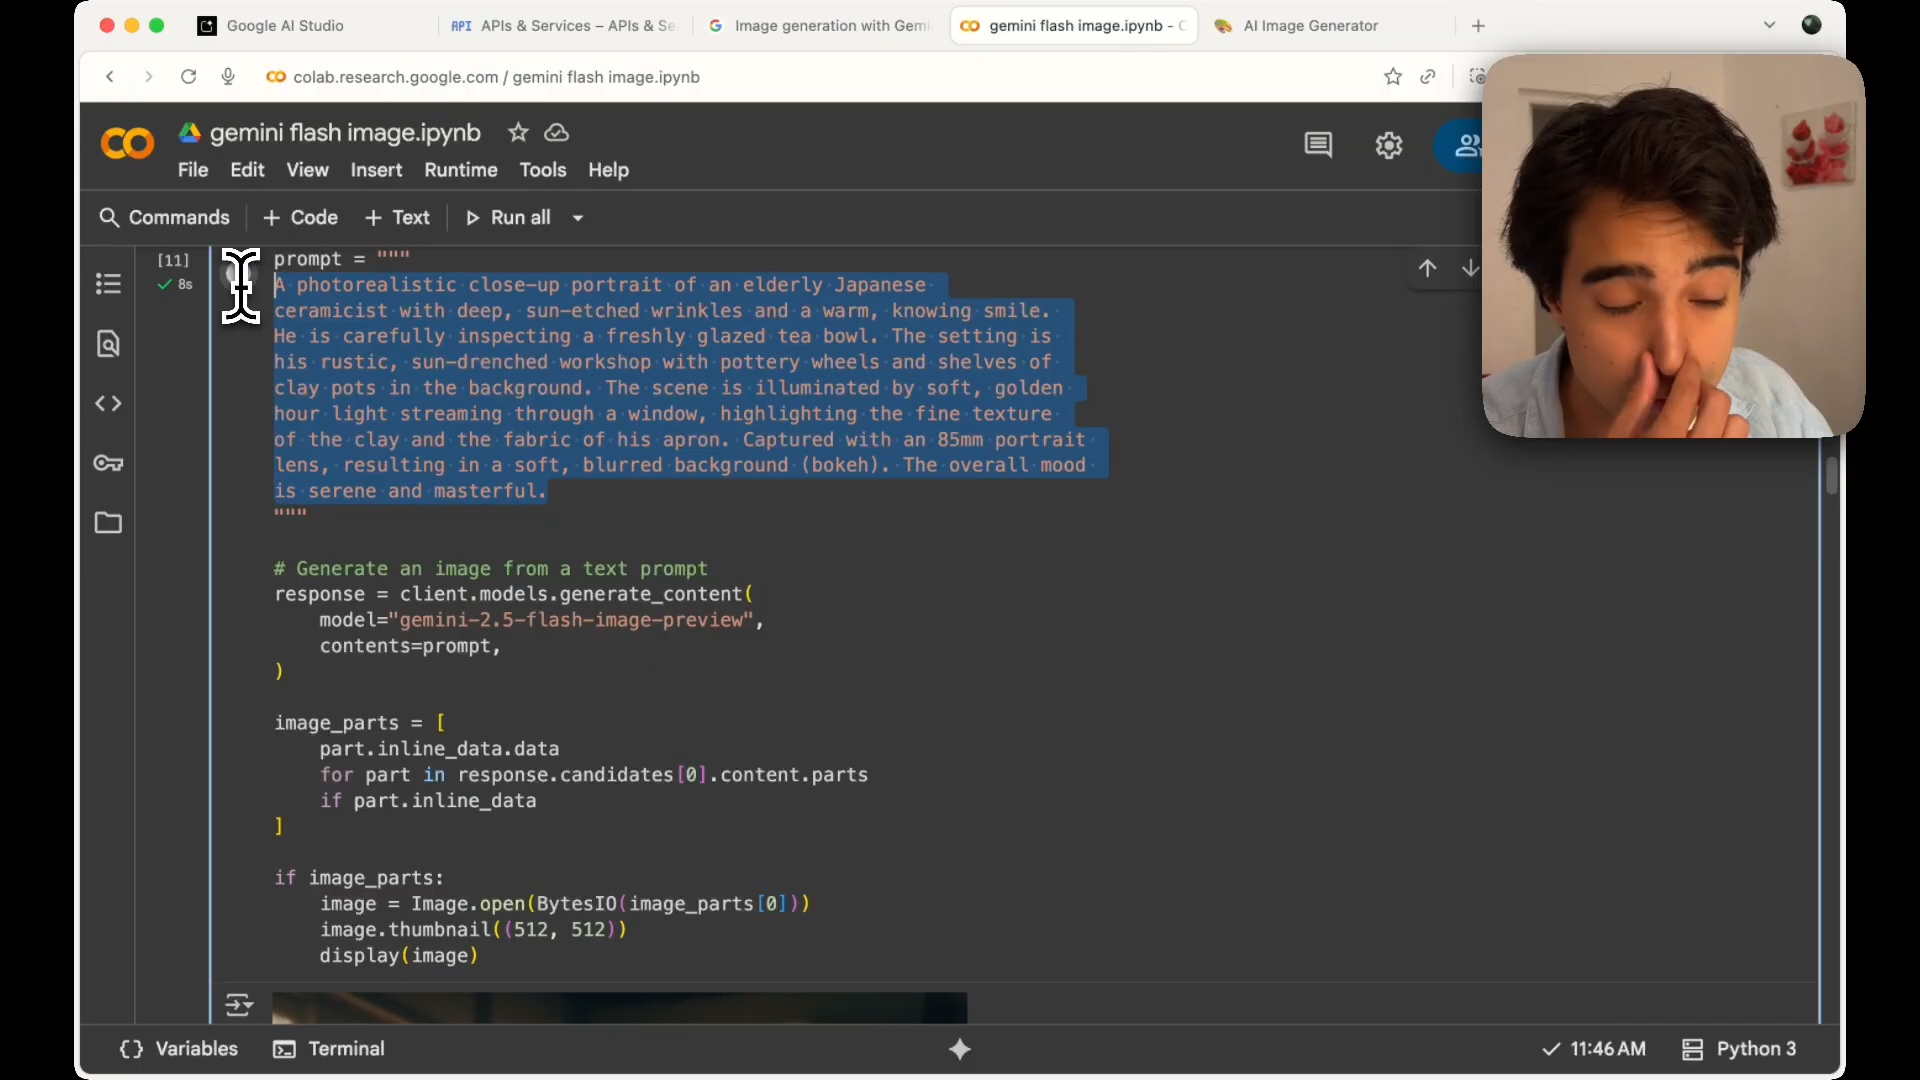 Google AI Studio
API APIs & Services – APIs & Se
Image generation with Gemi
gemini flash image.ipynb - C
AI Image Generator
colab.research.google.com / gemini flash image.ipynb
gemini flash image.ipynb
File Edit View Insert Runtime Tools Help
Commands + Code + Text Run all
[11]
8s
prompt = """
A photorealistic close-up portrait of an elderly Japanese
ceramicist with deep, sun-etched wrinkles and a warm, knowing smile.
He is carefully inspecting a freshly glazed tea bowl. The setting is
his rustic, sun-drenched workshop with pottery wheels and shelves of
clay pots in the background. The scene is illuminated by soft, golden
hour light streaming through a window, highlighting the fine texture
of the clay and the fabric of his apron. Captured with an 85mm portrait
lens, resulting in a soft, blurred background (bokeh). The overall mood
is serene and masterful.
"""
# Generate an image from a text prompt
response = client.models.generate_content(
model="gemini-2.5-flash-image-preview",
contents=prompt,
)
image_parts = [
part.inline_data.data
for part in response.candidates[0].content.parts
if part.inline_data
]
if image_parts:
image = Image.open(BytesIO(image_parts[0]))
image.thumbnail((512, 512))
display(image)
{} Variables Terminal 11:46 AM Python 3